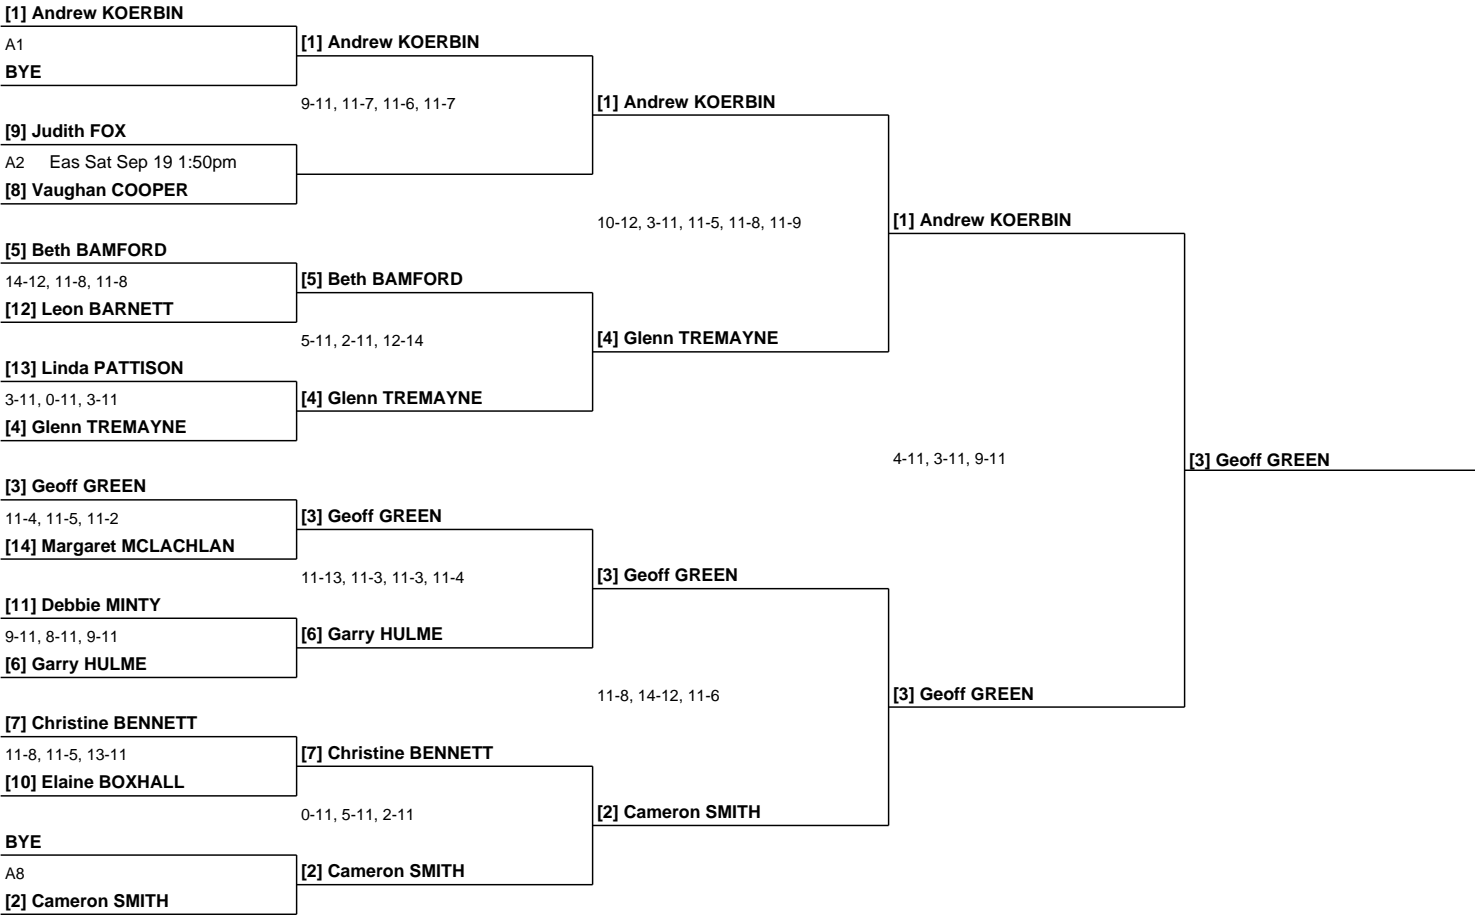 [1] Andrew KOERBIN
A1
BYE
[9] Judith FOX
A2 Eas Sat Sep 19 1:50pm
[8] Vaughan COOPER
[5] Beth BAMFORD
14-12, 11-8, 11-8
[12] Leon BARNETT
[13] Linda PATTISON
3-11, 0-11, 3-11
[4] Glenn TREMAYNE
[3] Geoff GREEN
11-4, 11-5, 11-2
[14] Margaret MCLACHLAN
[11] Debbie MINTY
9-11, 8-11, 9-11
[6] Garry HULME
[7] Christine BENNETT
11-8, 11-5, 13-11
[10] Elaine BOXHALL
BYE
A8
[2] Cameron SMITH
[1] Andrew KOERBIN
9-11, 11-7, 11-6, 11-7
[5] Beth BAMFORD
5-11, 2-11, 12-14
[4] Glenn TREMAYNE
[3] Geoff GREEN
11-13, 11-3, 11-3, 11-4
[6] Garry HULME
[7] Christine BENNETT
0-11, 5-11, 2-11
[2] Cameron SMITH
[1] Andrew KOERBIN
10-12, 3-11, 11-5, 11-8, 11-9
[4] Glenn TREMAYNE
[3] Geoff GREEN
11-8, 14-12, 11-6
[2] Cameron SMITH
[1] Andrew KOERBIN
4-11, 3-11, 9-11
[3] Geoff GREEN
[3] Geoff GREEN